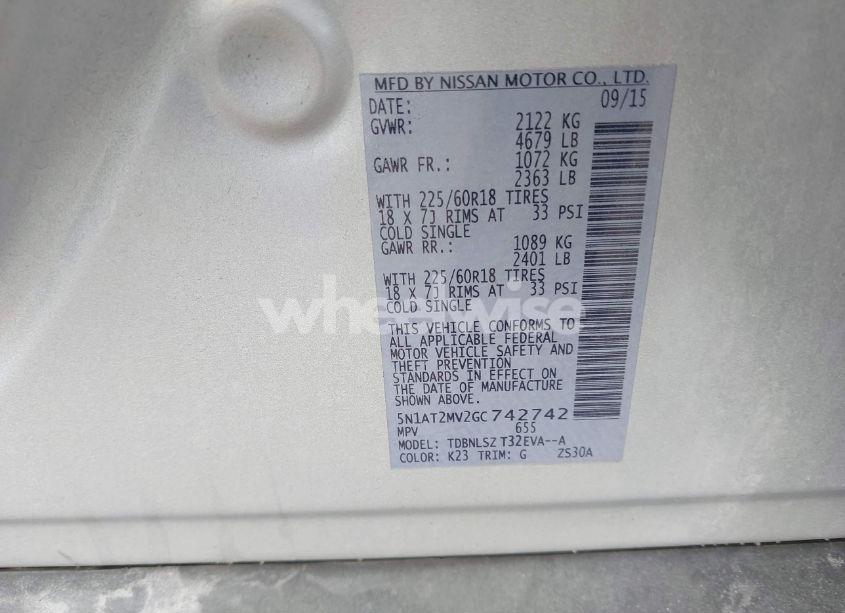 MFD BY NISSAN MOTOR CO., LTD.
DATE: 09/15
GVWR: 2122 KG
4679 LB
GAWR FR.: 1072 KG
2363 LB
WITH 225/60R18 TIRES
18 X 7J RIMS AT 33 PSI
COLD SINGLE
GAWR RR.: 1089 KG
2401 LB
WITH 225/60R18 TIRES
18 X 7J RIMS AT 33 PSI
COLD SINGLE
wheelwise
THIS VEHICLE CONFORMS TO
ALL APPLICABLE FEDERAL
MOTOR VEHICLE SAFETY AND
THEFT PREVENTION
STANDARDS IN EFFECT ON
THE DATE OF MANUFACTURE
SHOWN ABOVE.
5N1AT2MV2GC742742
MPV 655
MODEL: TDBNLSZ T32EVA--A
COLOR: K23 TRIM: G ZS30A